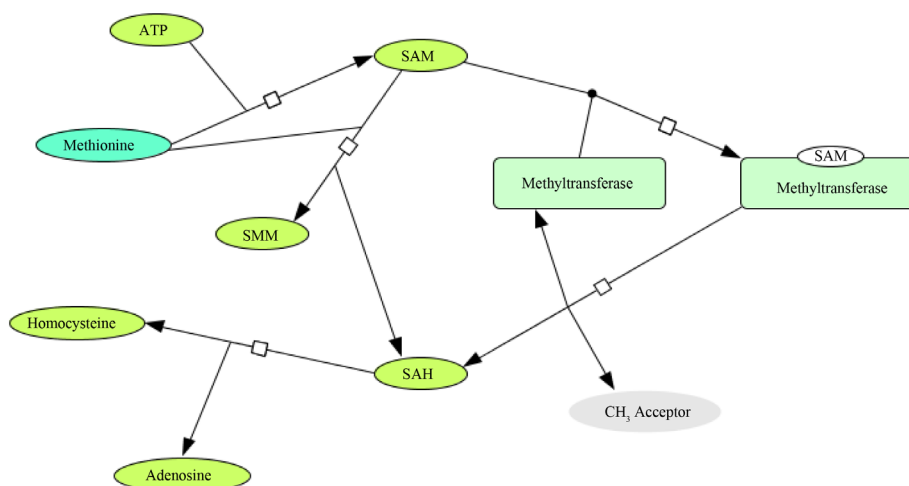 ATP
SAM
Methionine
SAM
Methyltransferase
Methyltransferase
SMM
Homocysteine
SAH
CH₃ Acceptor
Adenosine